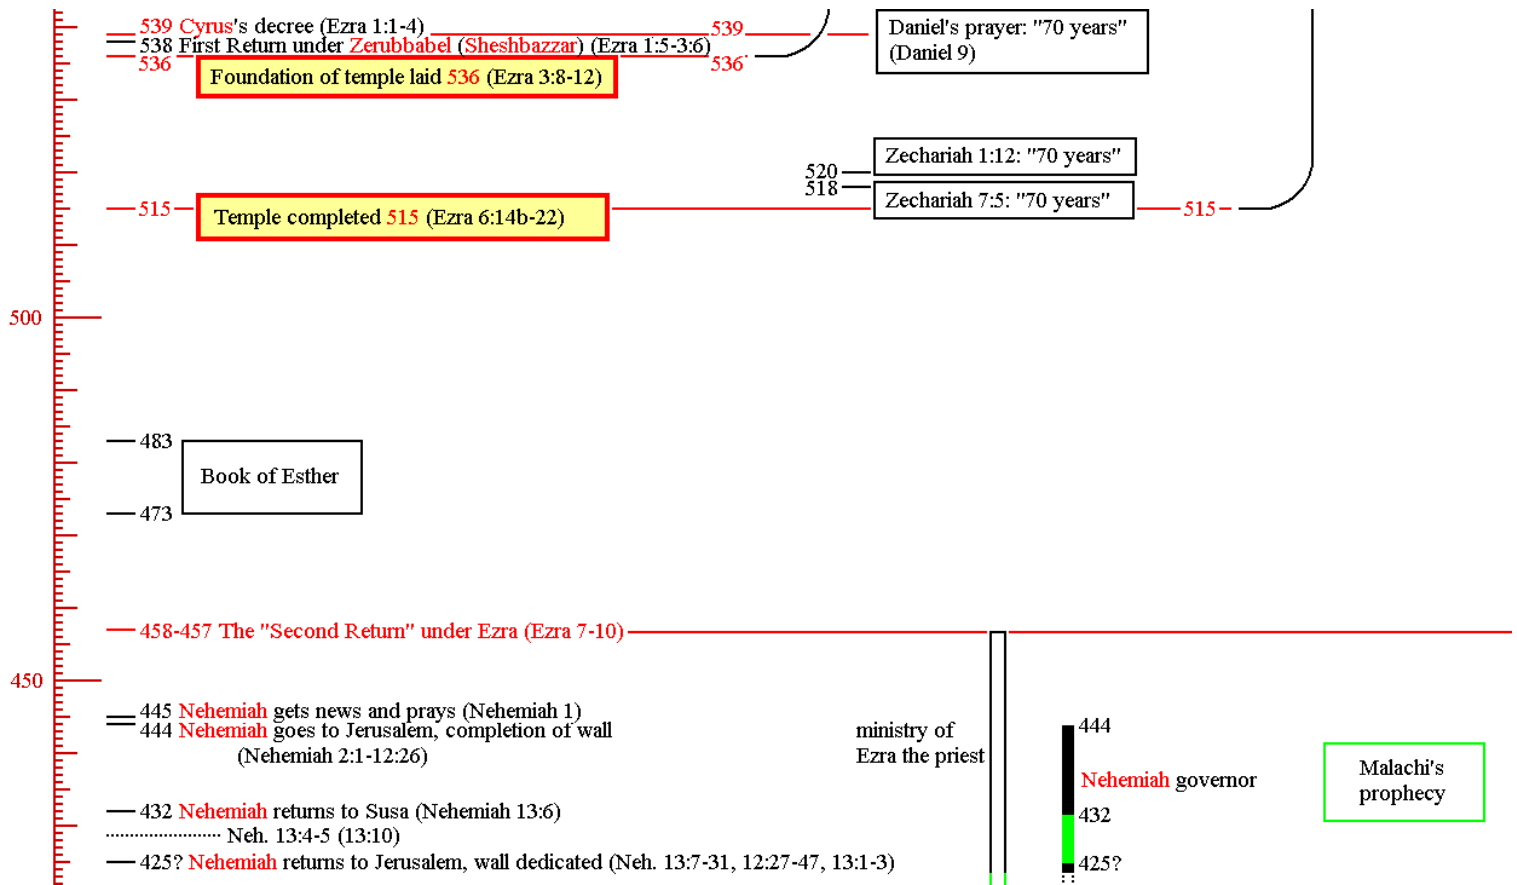 539 Cyrus's decree (Ezra 1:1-4)
539
Daniel's prayer: "70 years"
(Daniel 9)
538 First Return under Zerubbabel (Sheshbazzar) (Ezra 1:5-3:6)
536
536
Foundation of temple laid 536 (Ezra 3:8-12)
Zechariah 1:12: "70 years"
520
518
Zechariah 7:5: "70 years"
515
Temple completed 515 (Ezra 6:14b-22)
515
500
483
Book of Esther
473
458-457 The "Second Return" under Ezra (Ezra 7-10)
450
445 Nehemiah gets news and prays (Nehemiah 1)
444 Nehemiah goes to Jerusalem, completion of wall
(Nehemiah 2:1-12:26)
ministry of
Ezra the priest
444
Nehemiah governor
432
425?
Malachi's
prophecy
432 Nehemiah returns to Susa (Nehemiah 13:6)
Neh. 13:4-5 (13:10)
425? Nehemiah returns to Jerusalem, wall dedicated (Neh. 13:7-31, 12:27-47, 13:1-3)